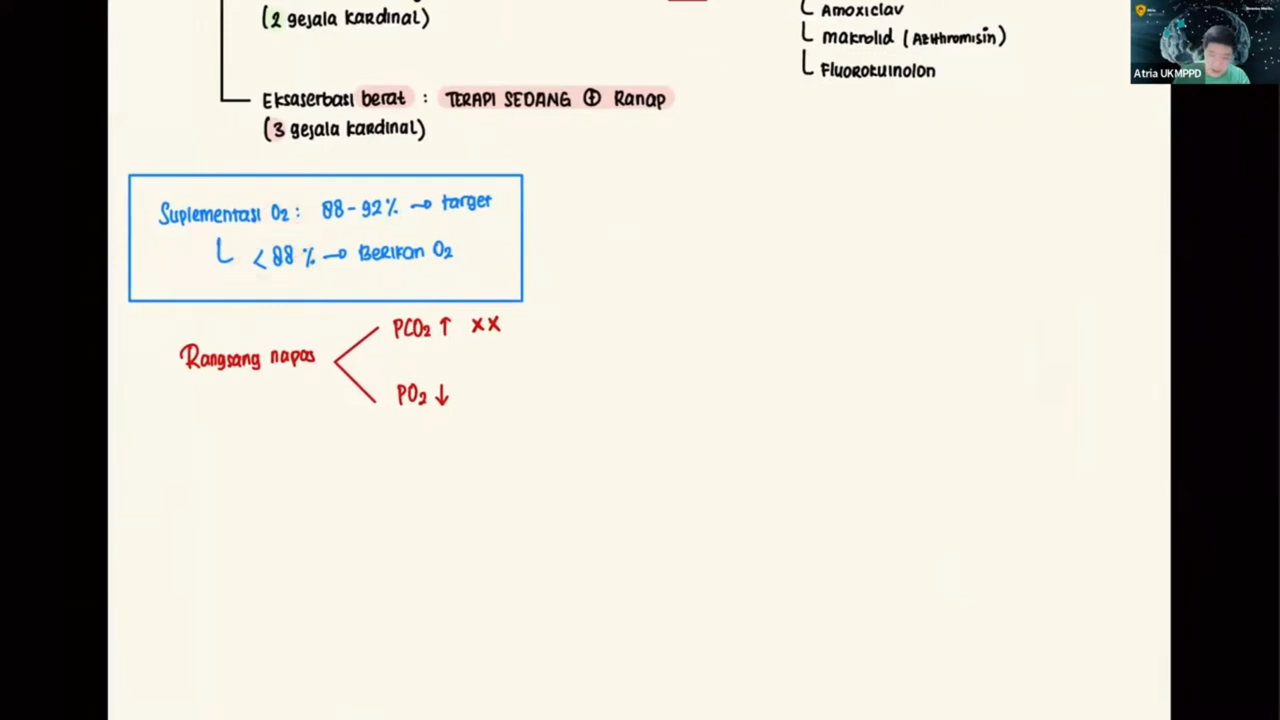 (2 gejala kardinal)
Amoxiclav
makrolid (Azithromisin)
Fluorokuinolon
Eksaserbasi berat : TERAPI SEDANG ⊕ Ranap
(3 gejala kardinal)
Suplementasi O₂ : 88-92% → target
<88% → Berikan O₂
Rangsang napas
PCO₂ ↑ xx
PO₂ ↓
Atria UKMPPD